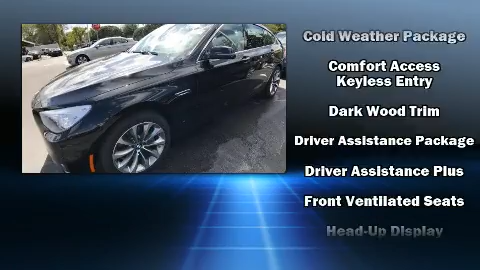 Cold Weather Package
Comfort Access
Keyless Entry
Dark Wood Trim
Driver Assistance Package
Driver Assistance Plus
Front Ventilated Seats
Head-Up Display